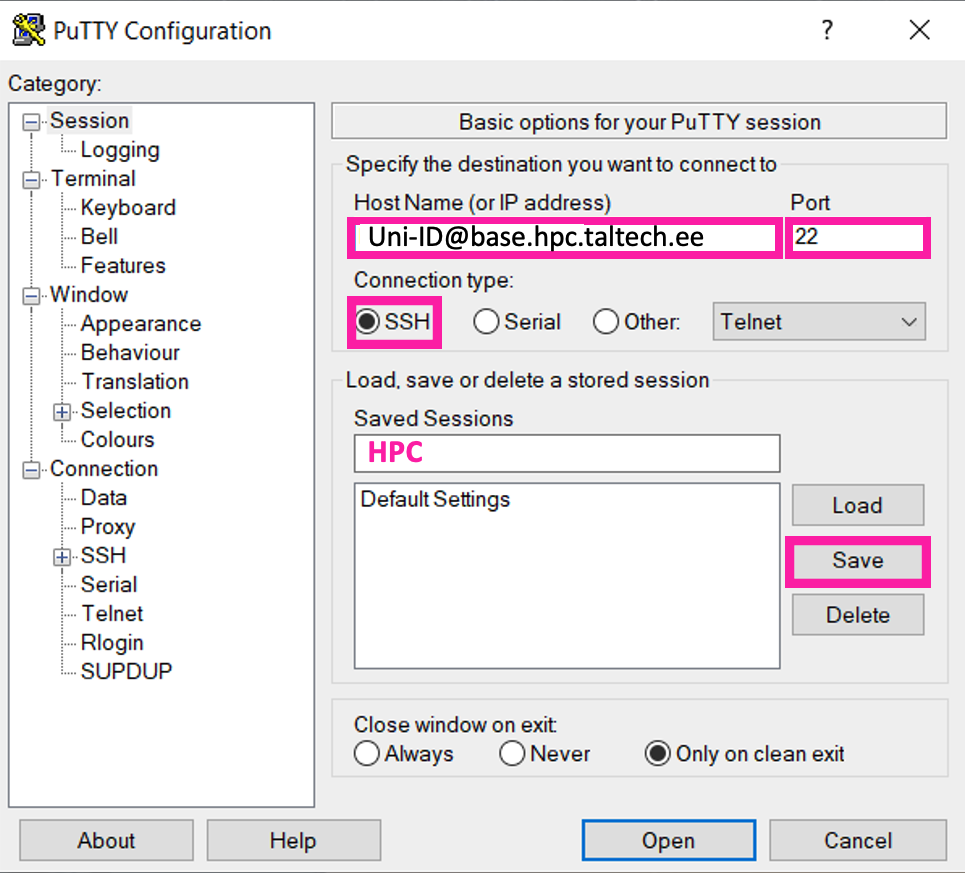 PuTTY Configuration
?
Category:
Session
Logging
Terminal
Keyboard
Bell
Features
Window
Appearance
Behaviour
Translation
Selection
Colours
Connection
Data
Proxy
SSH
Serial
Telnet
Rlogin
SUPDUP
Basic options for your PuTTY session
Specify the destination you want to connect to
Host Name (or IP address) Port
Uni-ID@base.hpc.taltech.ee 22
Connection type:
SSH Serial Other: Telnet
Load, save or delete a stored session
Saved Sessions
HPC
Default Settings
Load
Save
Delete
Close window on exit:
Always Never Only on clean exit
About Help Open Cancel